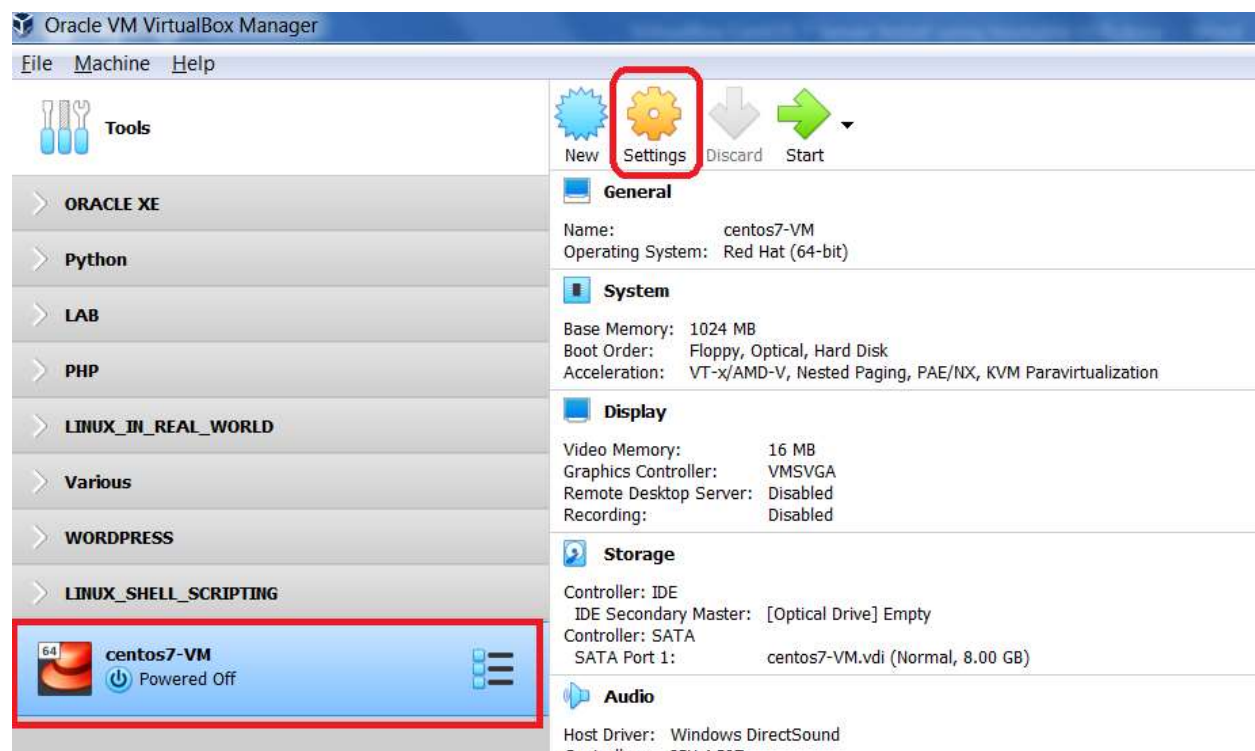 Oracle VM VirtualBox Manager
File Machine Help
Tools
ORACLE XE
Python
LAB
PHP
LINUX_IN_REAL_WORLD
Various
WORDPRESS
LINUX_SHELL_SCRIPTING
64
centos7-VM
Powered Off
New Settings Discard Start
General
Name: centos7-VM
Operating System: Red Hat (64-bit)
System
Base Memory: 1024 MB
Boot Order: Floppy, Optical, Hard Disk
Acceleration: VT-x/AMD-V, Nested Paging, PAE/NX, KVM Paravirtualization
Display
Video Memory: 16 MB
Graphics Controller: VMSVGA
Remote Desktop Server: Disabled
Recording: Disabled
Storage
Controller: IDE
IDE Secondary Master: [Optical Drive] Empty
Controller: SATA
SATA Port 1: centos7-VM.vdi (Normal, 8.00 GB)
Audio
Host Driver: Windows DirectSound